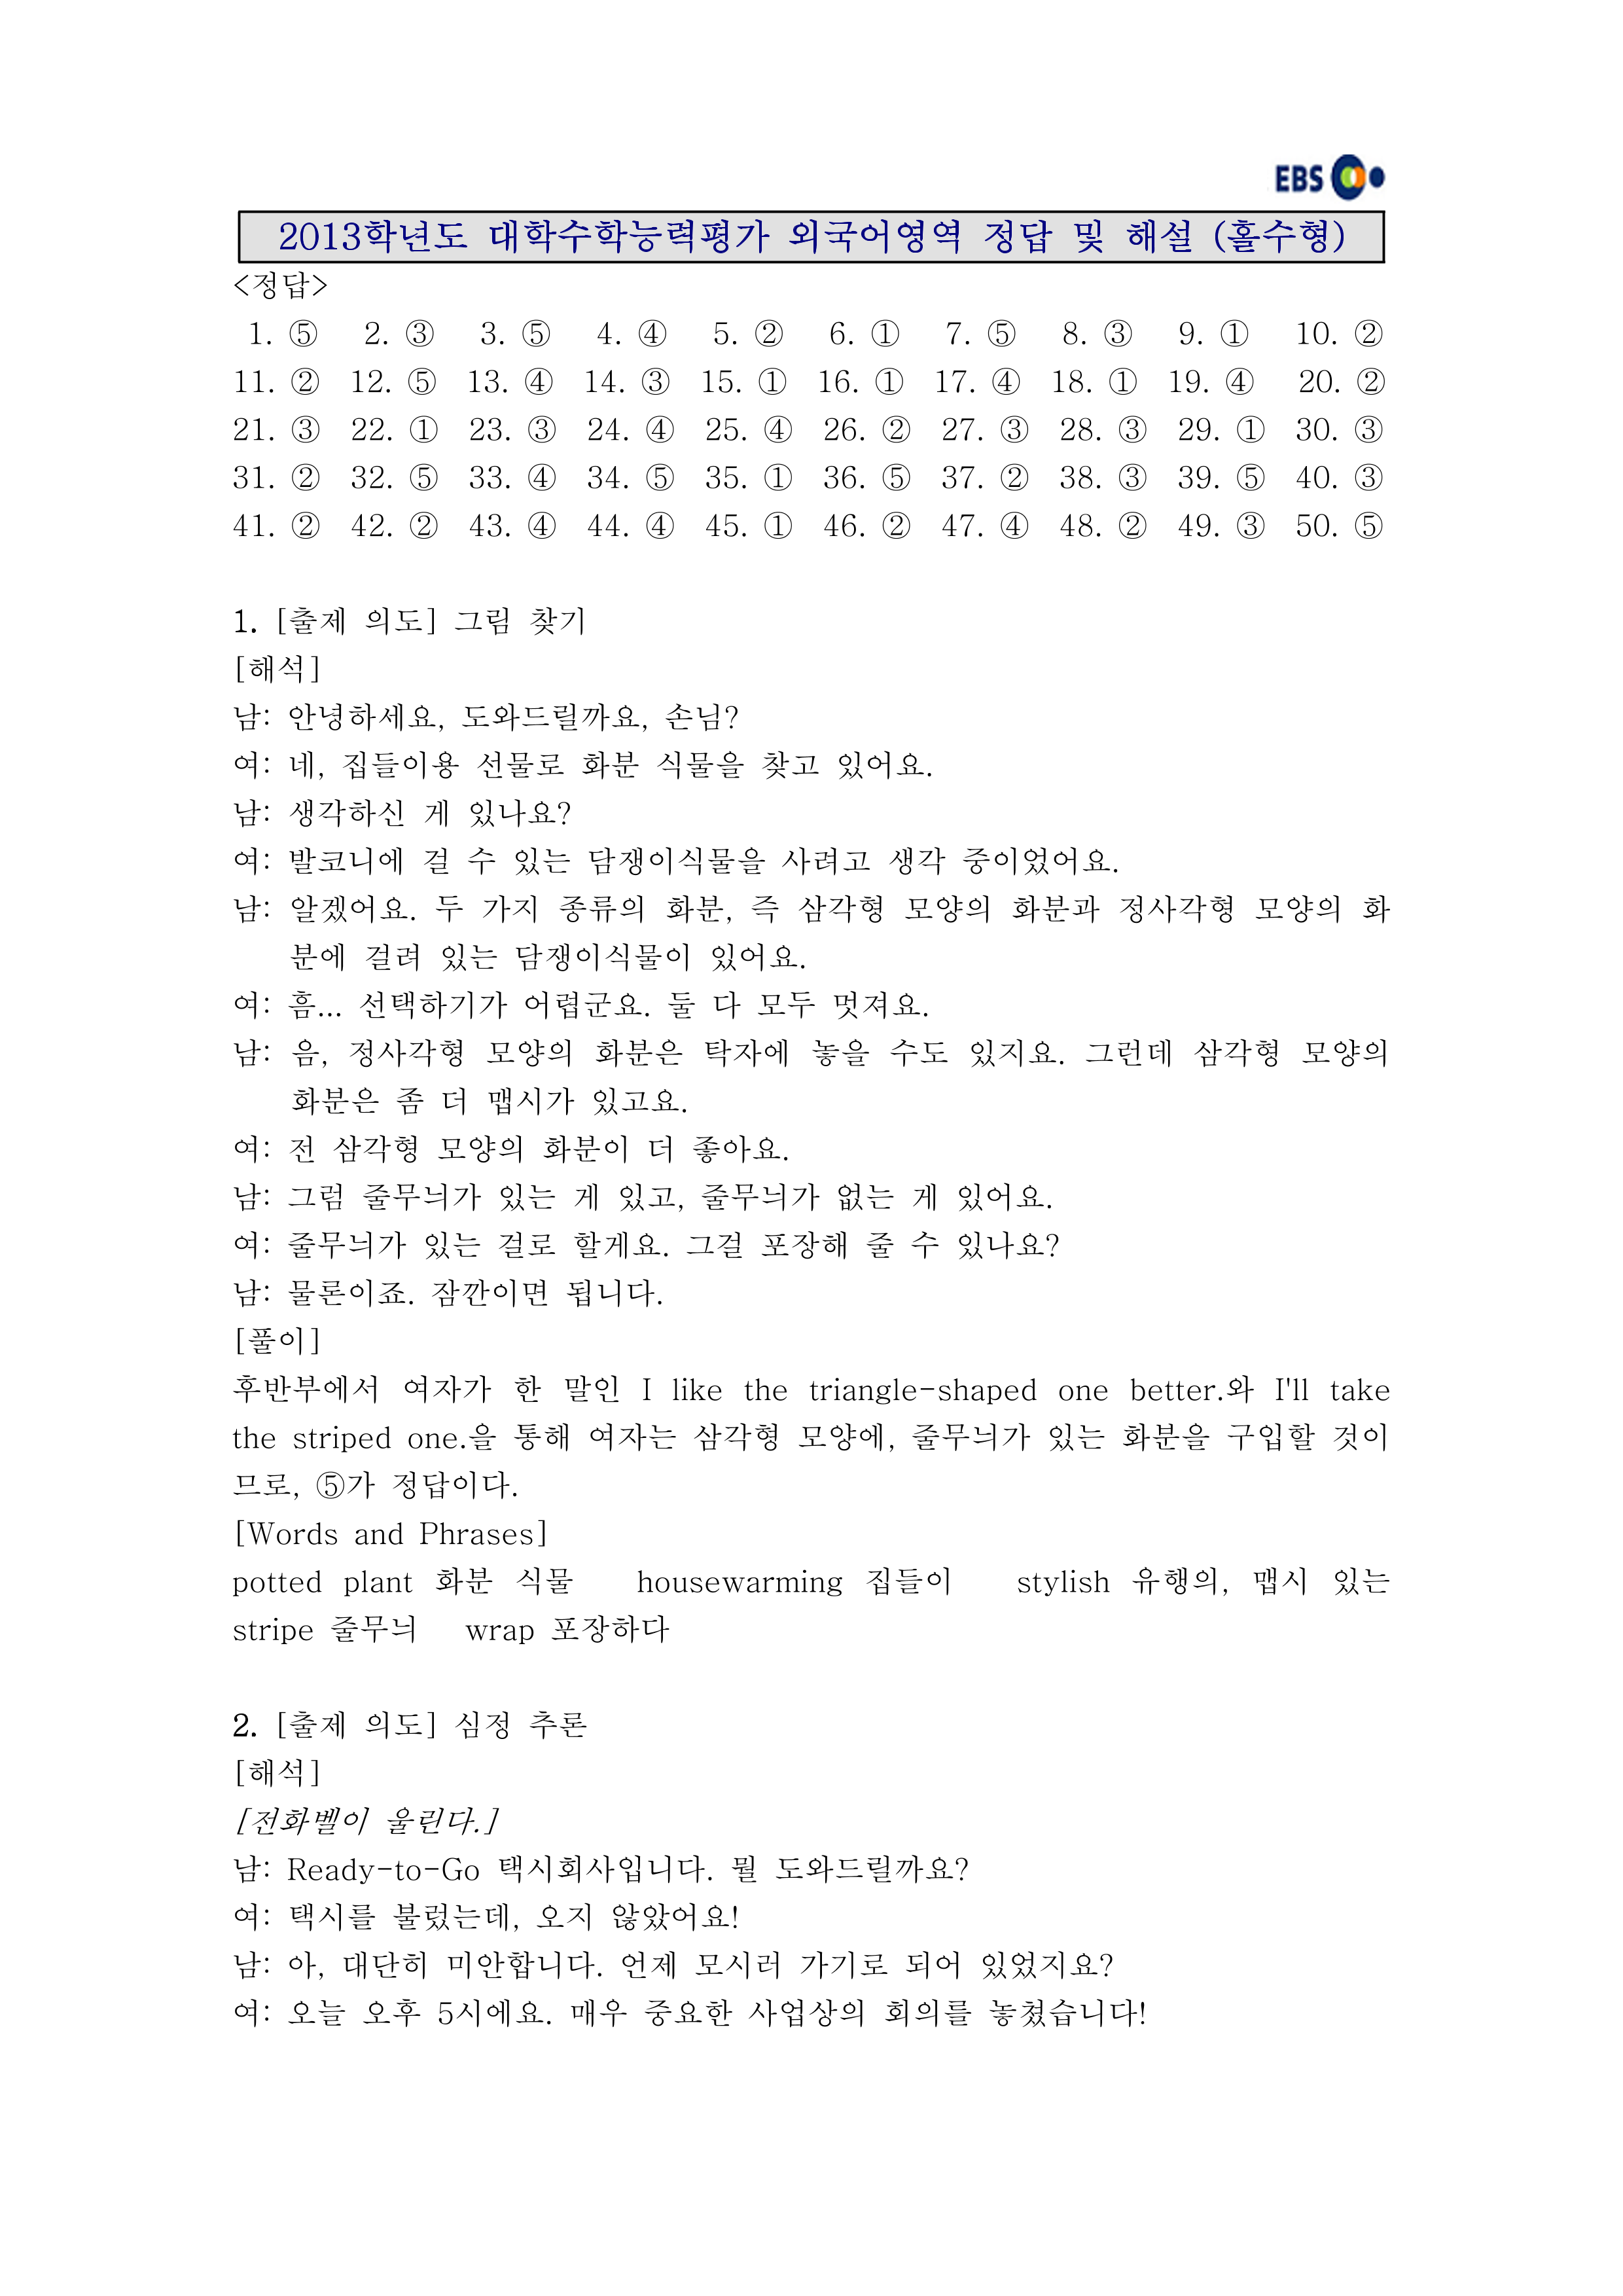 EBS
2013학년도 대학수학능력평가 외국어영역 정답 및 해설 (홀수형)
<정답>
1. ⑤ 2. ③ 3. ⑤ 4. ④ 5. ② 6. ① 7. ⑤ 8. ③ 9. ① 10. ②
11. ② 12. ⑤ 13. ④ 14. ③ 15. ① 16. ① 17. ④ 18. ① 19. ④ 20. ②
21. ③ 22. ① 23. ③ 24. ④ 25. ④ 26. ② 27. ③ 28. ③ 29. ① 30. ③
31. ② 32. ⑤ 33. ④ 34. ⑤ 35. ① 36. ⑤ 37. ② 38. ③ 39. ⑤ 40. ③
41. ② 42. ② 43. ④ 44. ④ 45. ① 46. ② 47. ④ 48. ② 49. ③ 50. ⑤
1. [출제 의도] 그림 찾기
[해석]
남: 안녕하세요, 도와드릴까요, 손님?
여: 네, 집들이용 선물로 화분 식물을 찾고 있어요.
남: 생각하신 게 있나요?
여: 발코니에 걸 수 있는 담쟁이식물을 사려고 생각 중이었어요.
남: 알겠어요. 두 가지 종류의 화분, 즉 삼각형 모양의 화분과 정사각형 모양의 화
분에 걸려 있는 담쟁이식물이 있어요.
여: 흠... 선택하기가 어렵군요. 둘 다 모두 멋져요.
남: 음, 정사각형 모양의 화분은 탁자에 놓을 수도 있지요. 그런데 삼각형 모양의
화분은 좀 더 맵시가 있고요.
여: 전 삼각형 모양의 화분이 더 좋아요.
남: 그럼 줄무늬가 있는 게 있고, 줄무늬가 없는 게 있어요.
여: 줄무늬가 있는 걸로 할게요. 그걸 포장해 줄 수 있나요?
남: 물론이죠. 잠깐이면 됩니다.
[풀이]
후반부에서 여자가 한 말인 I like the triangle-shaped one better.와 I'll take
the striped one.을 통해 여자는 삼각형 모양에, 줄무늬가 있는 화분을 구입할 것이
므로, ⑤가 정답이다.
[Words and Phrases]
potted plant 화분 식물 housewarming 집들이 stylish 유행의, 맵시 있는
stripe 줄무늬 wrap 포장하다
2. [출제 의도] 심정 추론
[해석]
[전화벨이 울린다.]
남: Ready-to-Go 택시회사입니다. 뭘 도와드릴까요?
여: 택시를 불렀는데, 오지 않았어요!
남: 아, 대단히 미안합니다. 언제 모시러 가기로 되어 있었지요?
여: 오늘 오후 5시에요. 매우 중요한 사업상의 회의를 놓쳤습니다!